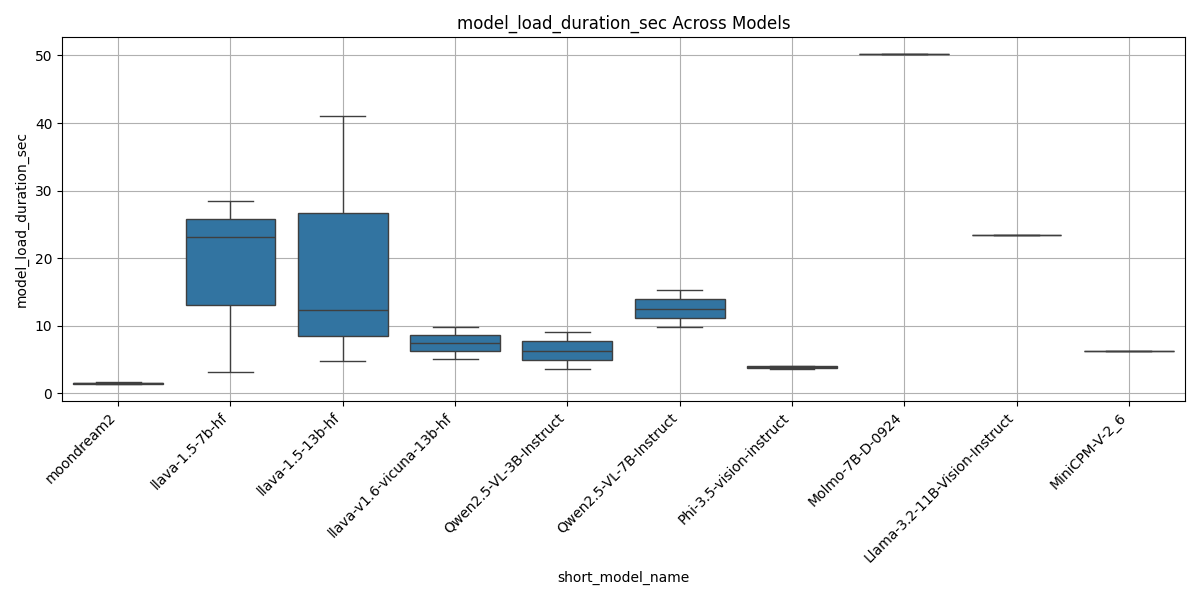 model_load_duration_sec Across Models
model_load_duration_sec
50
40
30
20
10
0
moondream2
llava-1.5-7b-hf
llava-1.5-13b-hf
llava-v1.6-vicuna-13b-hf
Qwen2.5-VL-3B-Instruct
Qwen2.5-VL-7B-Instruct
Phi-3.5-vision-instruct
Molmo-7B-D-0924
Llama-3.2-11B-Vision-Instruct
MiniCPM-V-2_6
short_model_name